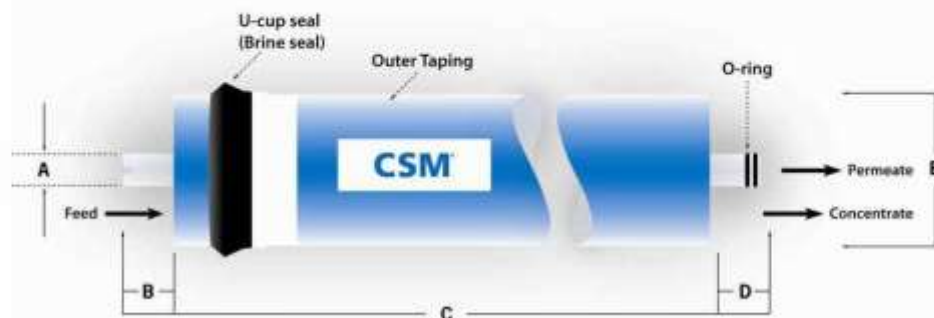 U-cup seal
(Brine seal)
Outer Taping
O-ring
CSM
A
Permeate
E
Feed
Concentrate
B
D
C